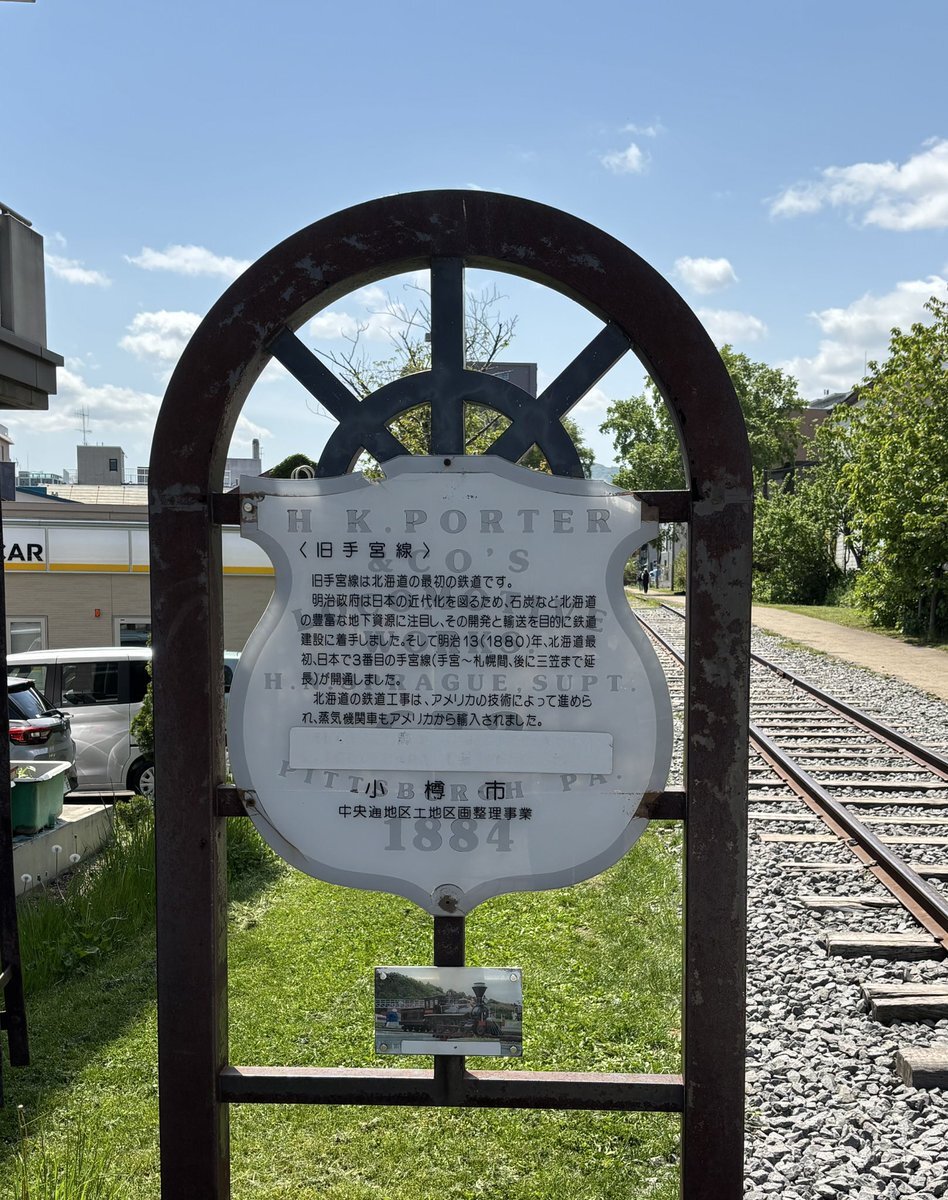 H K.PORTER
〈旧手宮線〉
&CO'S
旧手宮線は北海道の最初の鉄道です。
明治政府は日本の近代化を図るため、石炭など北海道
の豊富な地下資源に注目し、その開発と輸送を目的に鉄道
建設に着手しました。そして明治13(1880)年、北海道最
初、日本で3番目の手宮線(手宮〜札幌間、後に三笠まで延
長)が開通しました。
H. RAGUE, SUPT.
北海道の鉄道工事は、アメリカの技術によって進めら
れ、蒸気機関車もアメリカから輸入されました。
PITTSBURGH PA.
小樽市
中央通地区土地区画整理事業
1884
CAR